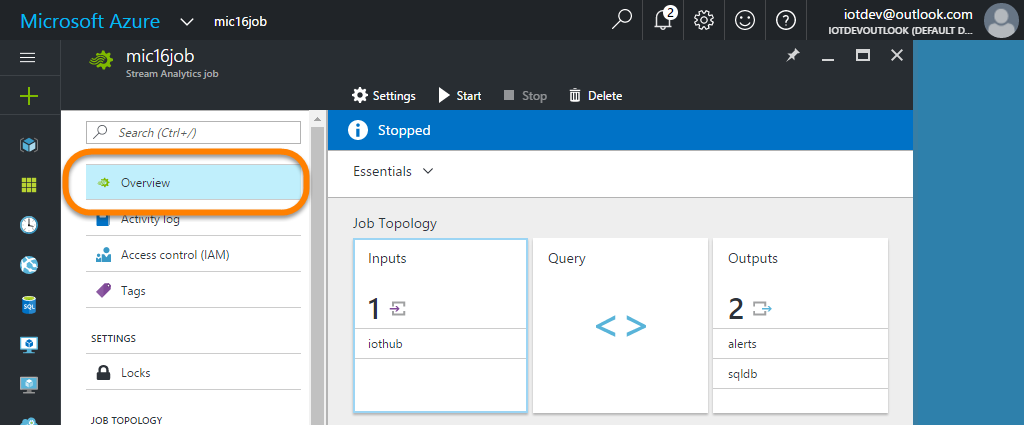 Microsoft Azure
mic16job
2
iotdev@outlook.com
IOTDEVOUTLOOK (DEFAULT D...
mic16job
Stream Analytics job
Settings
Start
Stop
Delete
Search (Ctrl+/)
Overview
Activity log
Access control (IAM)
Tags
SETTINGS
Locks
JOB TOPOLOGY
Stopped
Essentials
Job Topology
Inputs
1
iothub
Query
< >
Outputs
2
alerts
sqldb
SQL